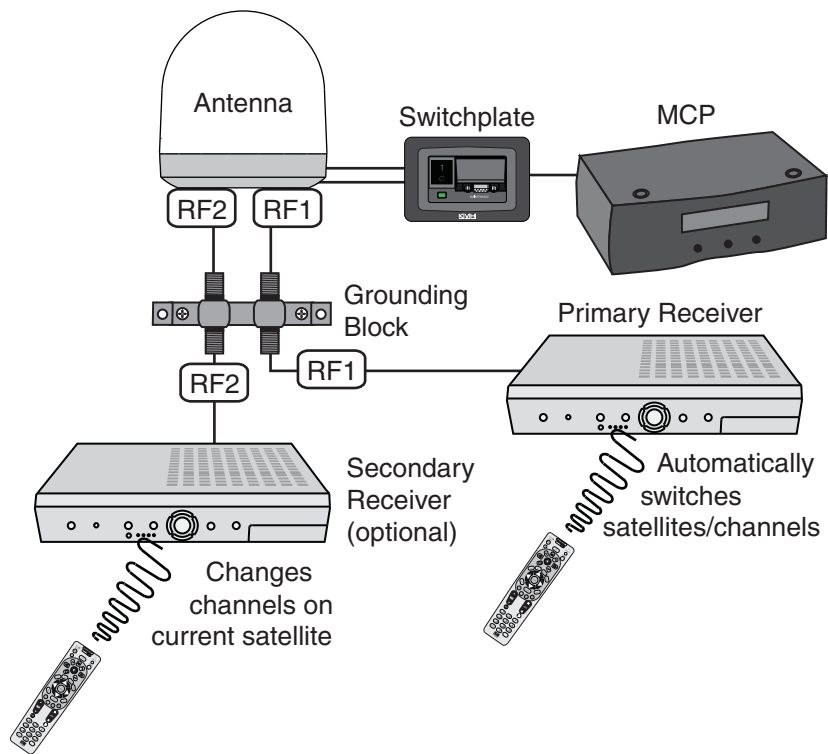 Antenna
Switchplate
MCP
RF2
RF1
Grounding
Block
Primary Receiver
RF2
RF1
Secondary
Receiver
(optional)
Automatically
switches
satellites/channels
Changes
channels on
current satellite